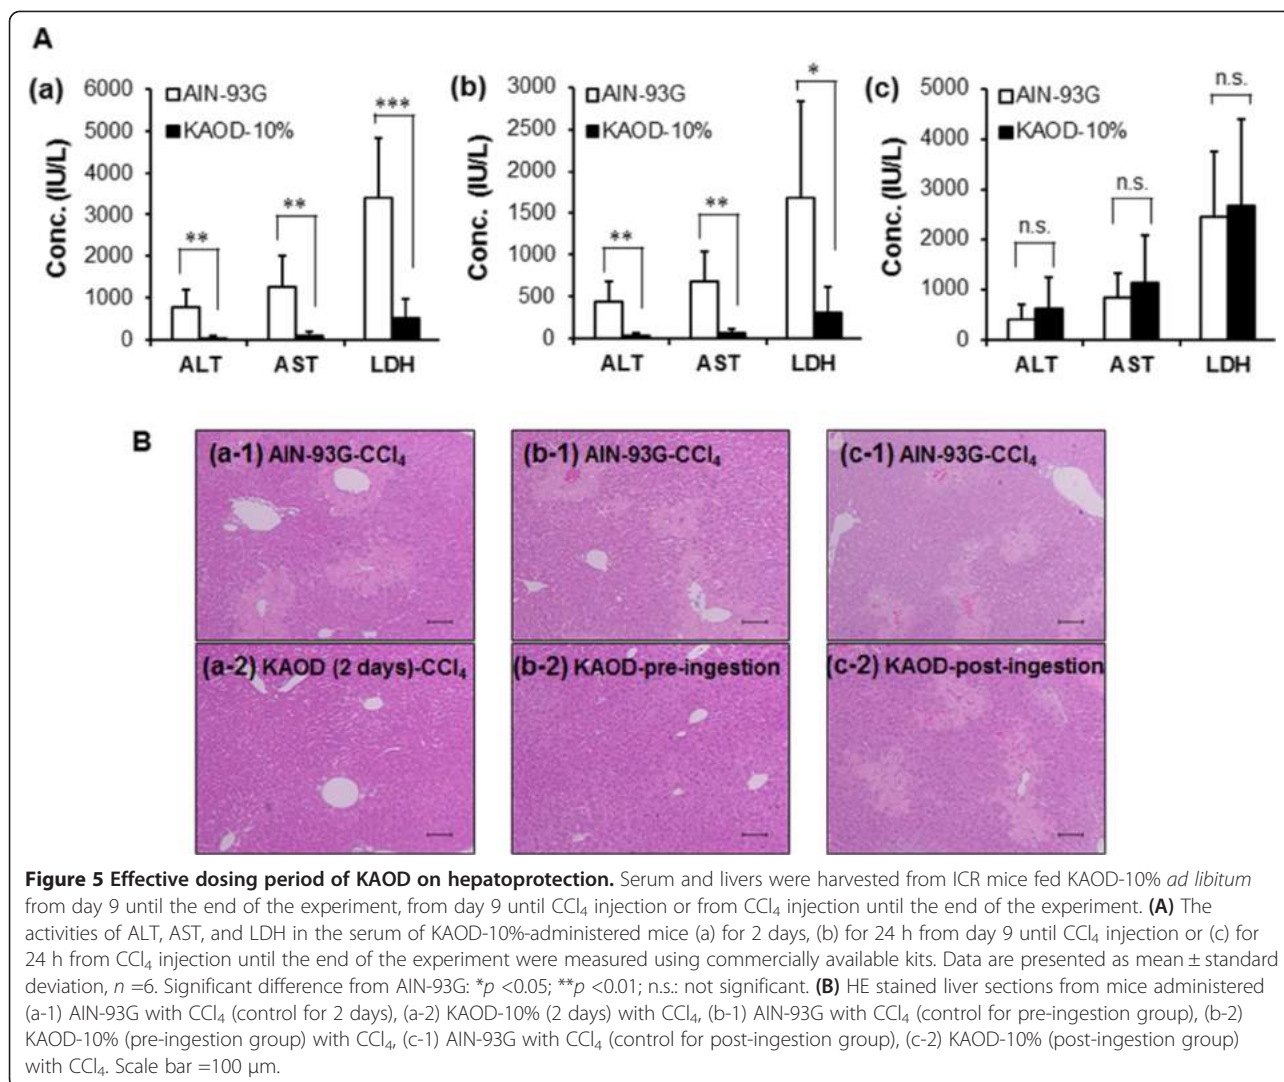 A
(a)
6000
5000
4000
3000
2000
1000
0
Conc. (IU/L)
AIN-93G
KAOD-10%
**
**
***
ALT AST LDH
(b)
3000
2500
2000
1500
1000
500
0
Conc. (IU/L)
AIN-93G
KAOD-10%
**
**
*
ALT AST LDH
(c)
5000
4000
3000
2000
1000
0
Conc. (IU/L)
AIN-93G
KAOD-10%
n.s.
n.s.
n.s.
ALT AST LDH
B
(a-1) AIN-93G-CCl₄
(b-1) AIN-93G-CCl₄
(c-1) AIN-93G-CCl₄
(a-2) KAOD (2 days)-CCl₄
(b-2) KAOD-pre-ingestion
(c-2) KAOD-post-ingestion
Figure 5 Effective dosing period of KAOD on hepatoprotection. Serum and livers were harvested from ICR mice fed KAOD-10% ad libitum
from day 9 until the end of the experiment, from day 9 until CCl₄ injection or from CCl₄ injection until the end of the experiment. (A) The
activities of ALT, AST, and LDH in the serum of KAOD-10%-administered mice (a) for 2 days, (b) for 24 h from day 9 until CCl₄ injection or (c) for
24 h from CCl₄ injection until the end of the experiment were measured using commercially available kits. Data are presented as mean ± standard
deviation, n =6. Significant difference from AIN-93G: *p <0.05; **p <0.01; n.s.: not significant. (B) HE stained liver sections from mice administered
(a-1) AIN-93G with CCl₄ (control for 2 days), (a-2) KAOD-10% (2 days) with CCl₄, (b-1) AIN-93G with CCl₄ (control for pre-ingestion group), (b-2)
KAOD-10% (pre-ingestion group) with CCl₄, (c-1) AIN-93G with CCl₄ (control for post-ingestion group), (c-2) KAOD-10% (post-ingestion group)
with CCl₄. Scale bar =100 μm.